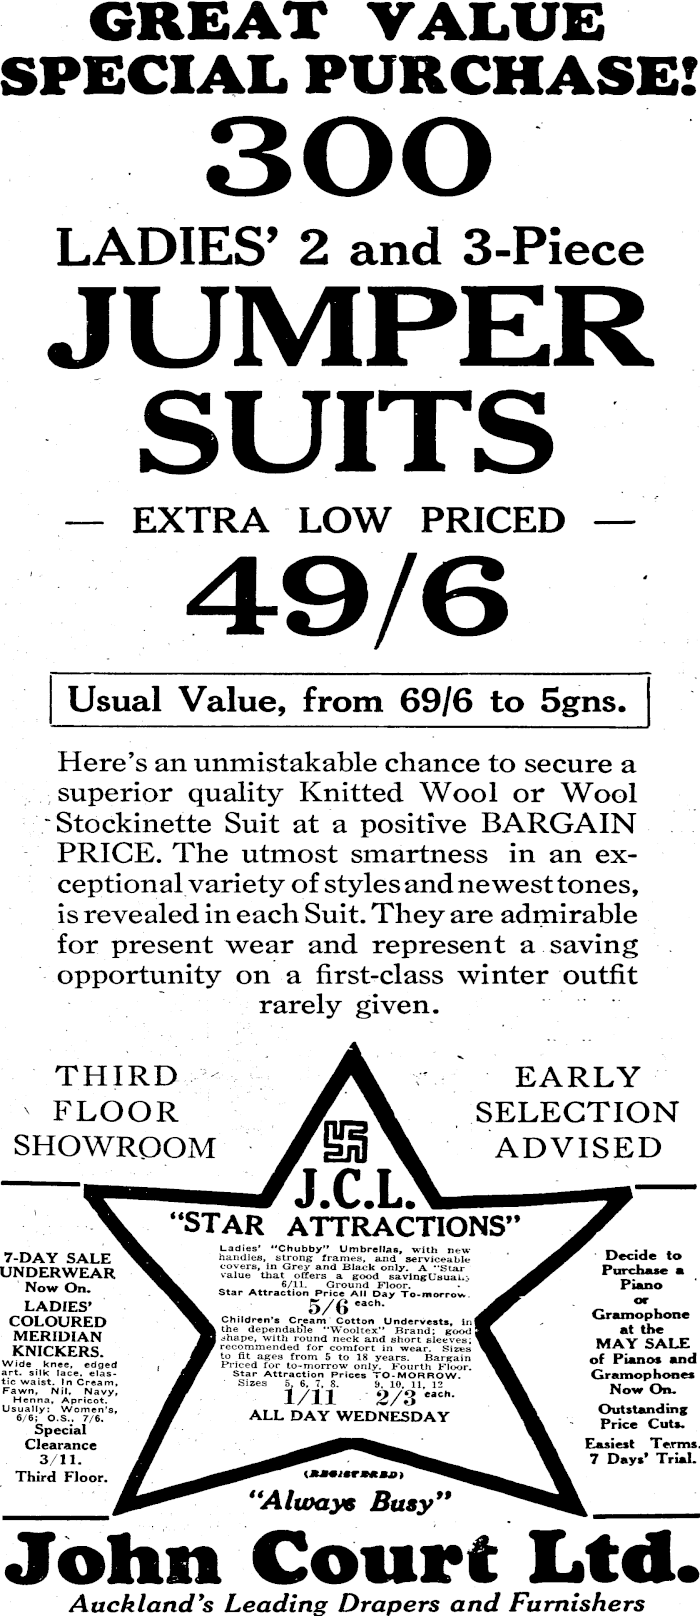 GREAT VALUE
SPECIAL PURCHASE!
300
LADIES' 2 and 3-Piece
JUMPER
SUITS
— EXTRA LOW PRICED —
49/6
Usual Value, from 69/6 to 5gns.
Here's an unmistakable chance to secure a
superior quality Knitted Wool or Wool
Stockinette Suit at a positive BARGAIN
PRICE. The utmost smartness in an ex-
ceptional variety of styles and newest tones,
is revealed in each Suit. They are admirable
for present wear and represent a saving
opportunity on a first-class winter outfit
rarely given.
THIRD
FLOOR
SHOWROOM
EARLY
SELECTION
ADVISED
J.C.L.
"STAR ATTRACTIONS"
Ladies' "Chubby" Umbrellas, with new
handles, strong frames, and serviceable
covers, in Grey and Black only. A "Star
value that offers a good saving Usual,
6/11. Ground Floor.
Star Attraction Price All Day To-morrow.
5/6 each.
Children's Cream Cotton Undervests, in
the dependable "Wooltex" Brand; good
shape, with round neck and short sleeves;
recommended for comfort in wear. Sizes
to fit ages from 5 to 18 years. Bargain
Priced for to-morrow only. Fourth Floor.
Star Attraction Prices TO-MORROW.
Sizes 5, 6, 7, 8. 9, 10, 11, 12
1/11 2/3 each.
ALL DAY WEDNESDAY
(REGISTERED)
"Always Busy"
7-DAY SALE
UNDERWEAR
Now On.
LADIES'
COLOURED
MERIDIAN
KNICKERS.
Wide knee, edged
art. silk lace, elas-
tic waist. In Cream,
Fawn, Nil, Navy,
Henna, Apricot.
Usually: Women's,
6/6; O.S., 7/6.
Special
Clearance
3/11.
Third Floor.
Decide to
Purchase a
Piano
or
Gramophone
at the
MAY SALE
of Pianos and
Gramophones
Now On.
Outstanding
Price Cuts.
Easiest Terms.
7 Days' Trial.
John Court Ltd.
Auckland's Leading Drapers and Furnishers